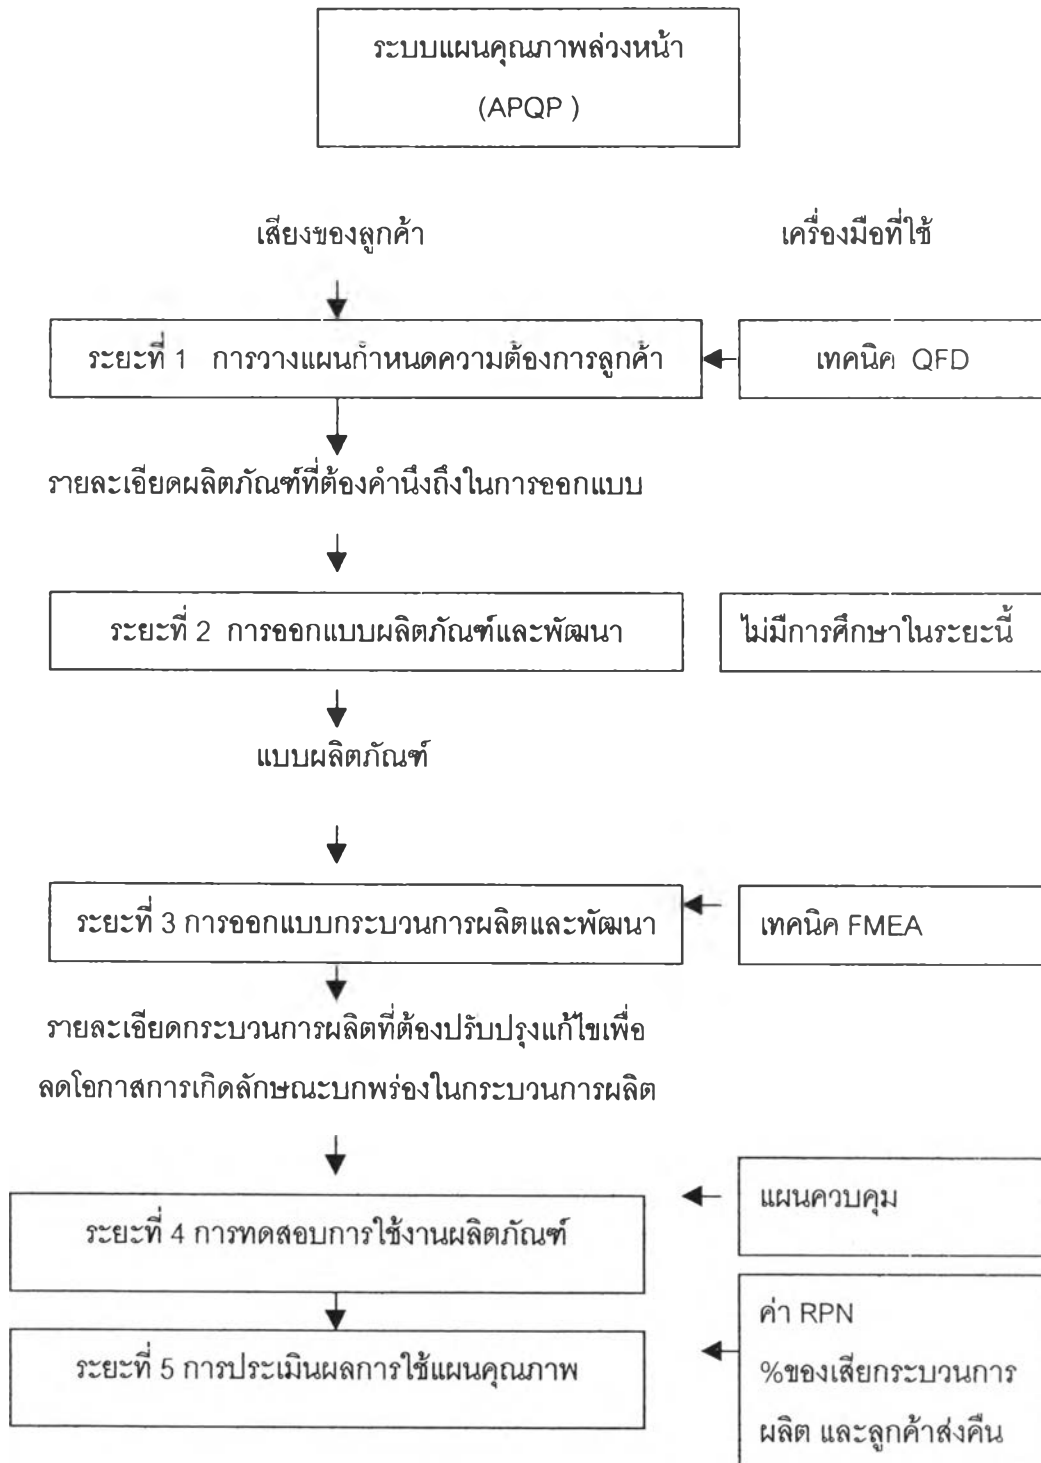 ระบบแผนคุณภาพล่วงหน้า
(APQP )
เสียงของลูกค้า
เครื่องมือที่ใช้
ระยะที่ 1 การวางแผนกำหนดความต้องการลูกค้า
เทคนิค QFD
รายละเอียดผลิตภัณฑ์ที่ต้องคำนึงถึงในการออกแบบ
ระยะที่ 2 การออกแบบผลิตภัณฑ์และพัฒนา
ไม่มีการศึกษาในระยะนี้
แบบผลิตภัณฑ์
ระยะที่ 3 การออกแบบกระบวนการผลิตและพัฒนา
เทคนิค FMEA
รายละเอียดกระบวนการผลิตที่ต้องปรับปรุงแก้ไขเพื่อ
ลดโอกาสการเกิดลักษณะบกพร่องในกระบวนการผลิต
แผนควบคุม
ระยะที่ 4 การทดสอบการใช้งานผลิตภัณฑ์
ค่า RPN
%ของเสียกระบวนการ
ผลิต และลูกค้าส่งคืน
ระยะที่ 5 การประเมินผลการใช้แผนคุณภาพ